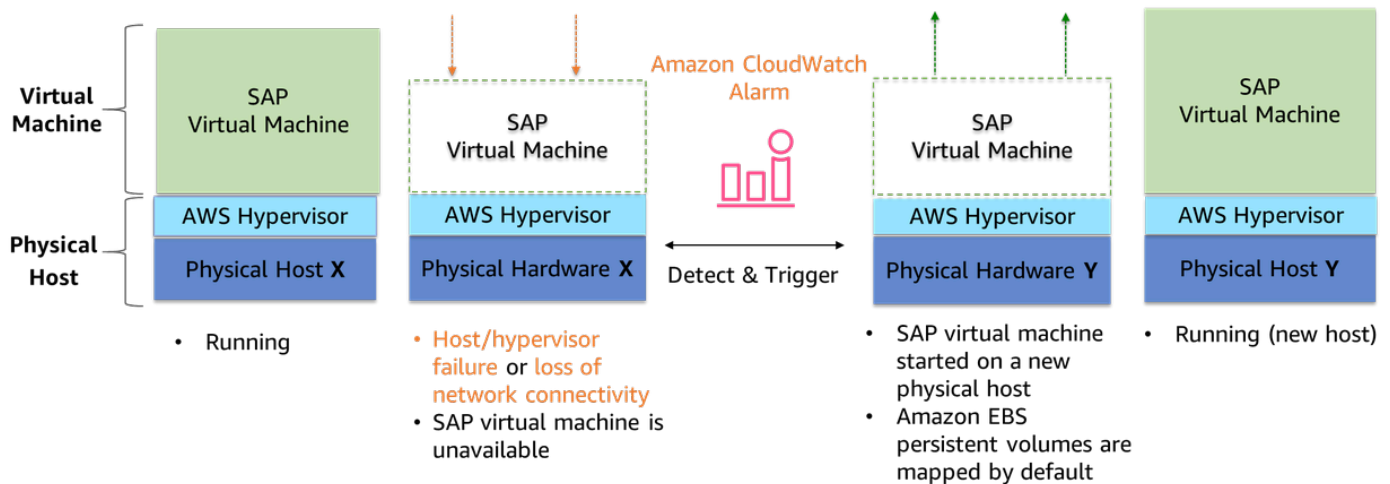 Virtual
Machine
Physical
Host
SAP
Virtual Machine
AWS Hypervisor
Physical Host X
• Running
SAP
Virtual Machine
AWS Hypervisor
Physical Hardware X
• Host/hypervisor
failure or loss of
network connectivity
• SAP virtual machine is
unavailable
Amazon CloudWatch
Alarm
Detect & Trigger
SAP
Virtual Machine
AWS Hypervisor
Physical Hardware Y
• SAP virtual machine
started on a new
physical host
• Amazon EBS
persistent volumes are
mapped by default
SAP
Virtual Machine
AWS Hypervisor
Physical Host Y
• Running (new host)